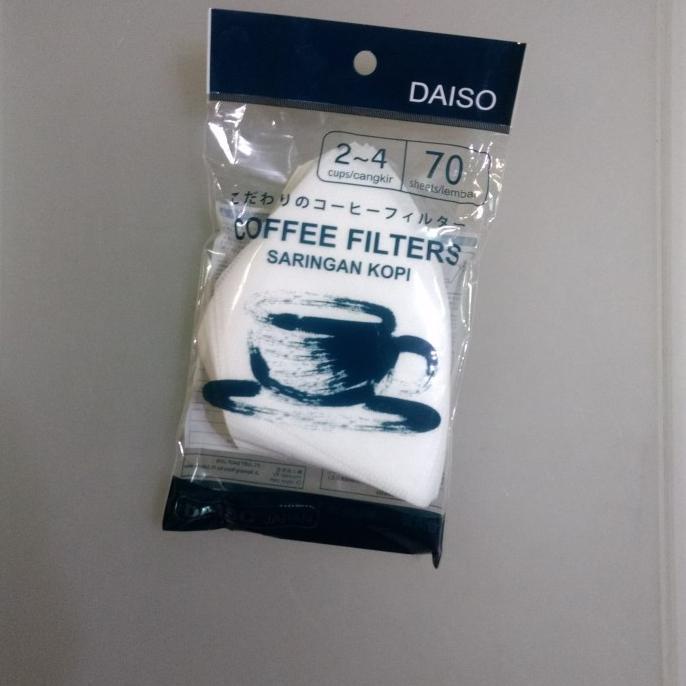 DAISO
2~4 70
cups/cangkir sheets/lembar
こだわりのコーヒーフィルター
COFFEE FILTERS
SARINGAN KOPI